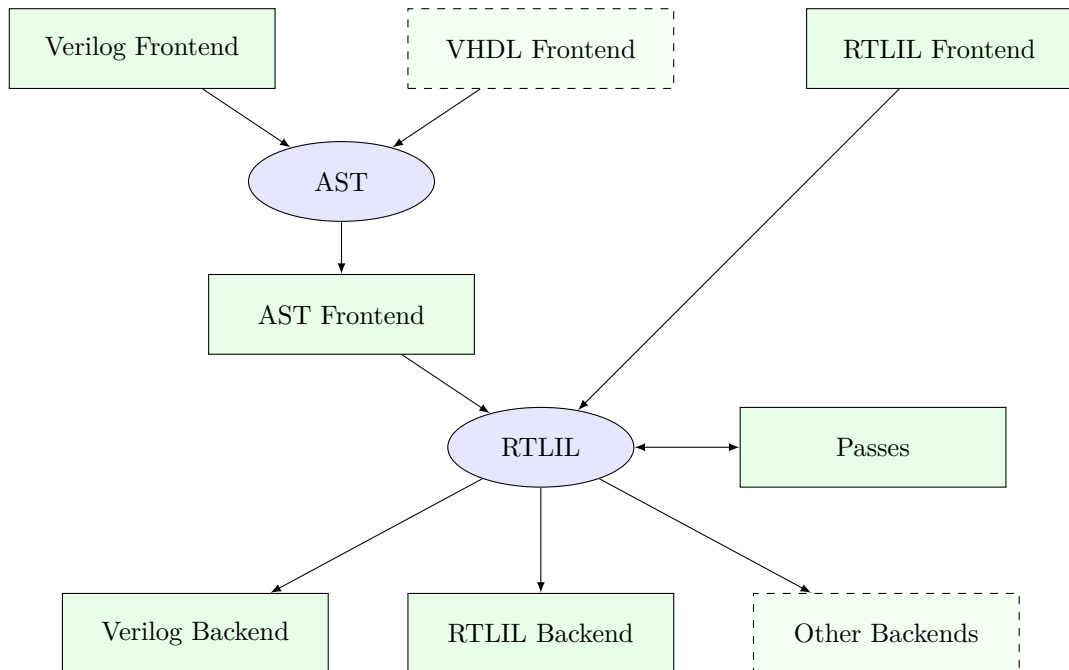 Verilog Frontend
VHDL Frontend
RTLIL Frontend
AST
AST Frontend
RTLIL
Passes
Verilog Backend
RTLIL Backend
Other Backends